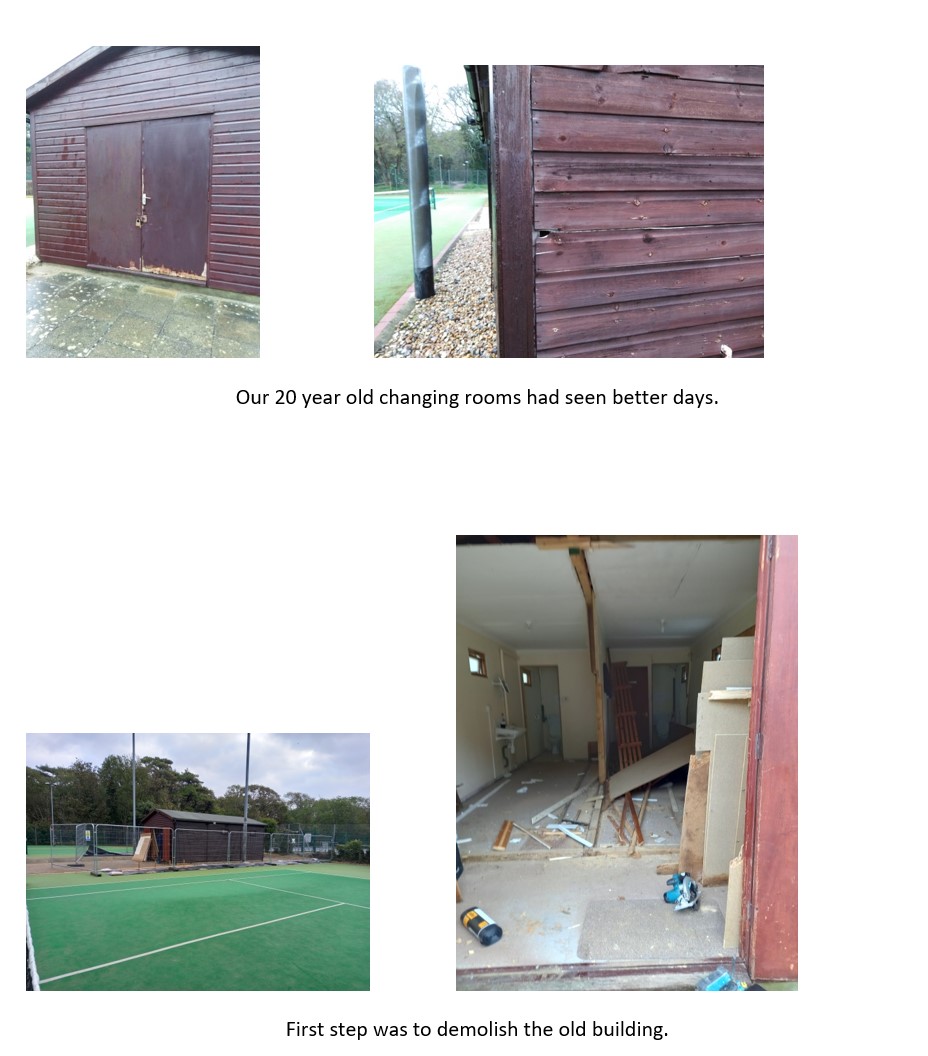 Our 20 year old changing rooms had seen better days.
First step was to demolish the old building.